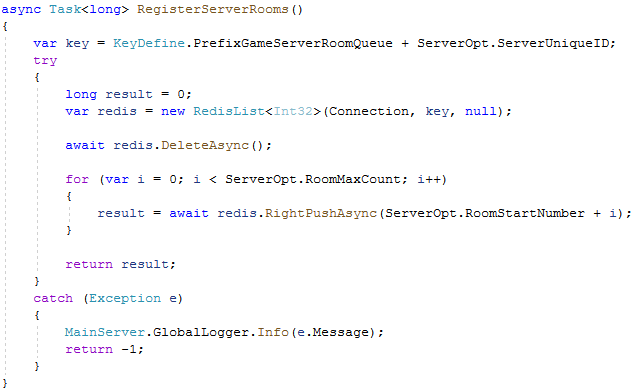 async Task<long> RegisterServerRooms()
{
    var key = KeyDefine.PrefixGameServerRoomQueue + ServerOpt.ServerUniqueID;
    try
    {
        long result = 0;
        var redis = new RedisList<Int32>(Connection, key, null);

        await redis.DeleteAsync();

        for (var i = 0; i < ServerOpt.RoomMaxCount; i++)
        {
            result = await redis.RightPushAsync(ServerOpt.RoomStartNumber + i);
        }

        return result;
    }
    catch (Exception e)
    {
        MainServer.GlobalLogger.Info(e.Message);
        return -1;
    }
}